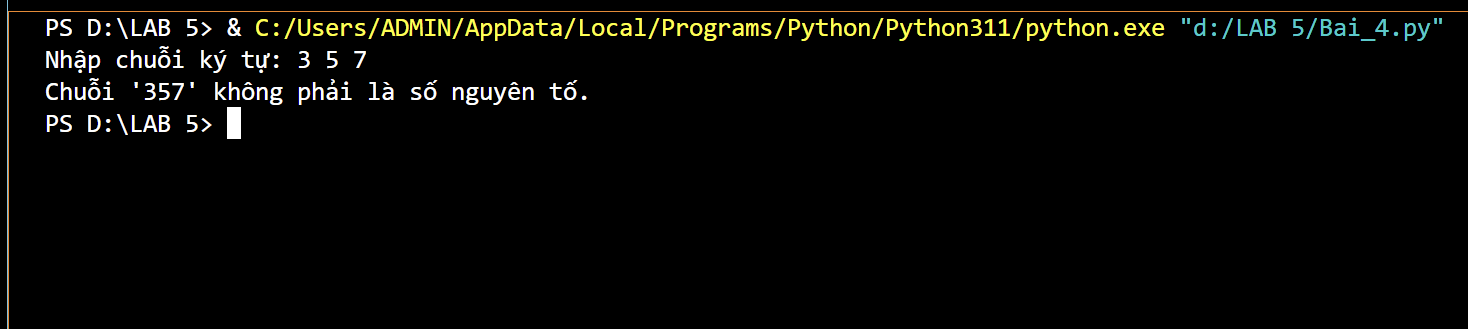 PS D:\LAB 5> & C:/Users/ADMIN/AppData/Local/Programs/Python/Python311/python.exe "d:/LAB 5/Bai_4.py"
Nhập chuỗi ký tự: 3 5 7
Chuỗi '357' không phải là số nguyên tố.
PS D:\LAB 5>